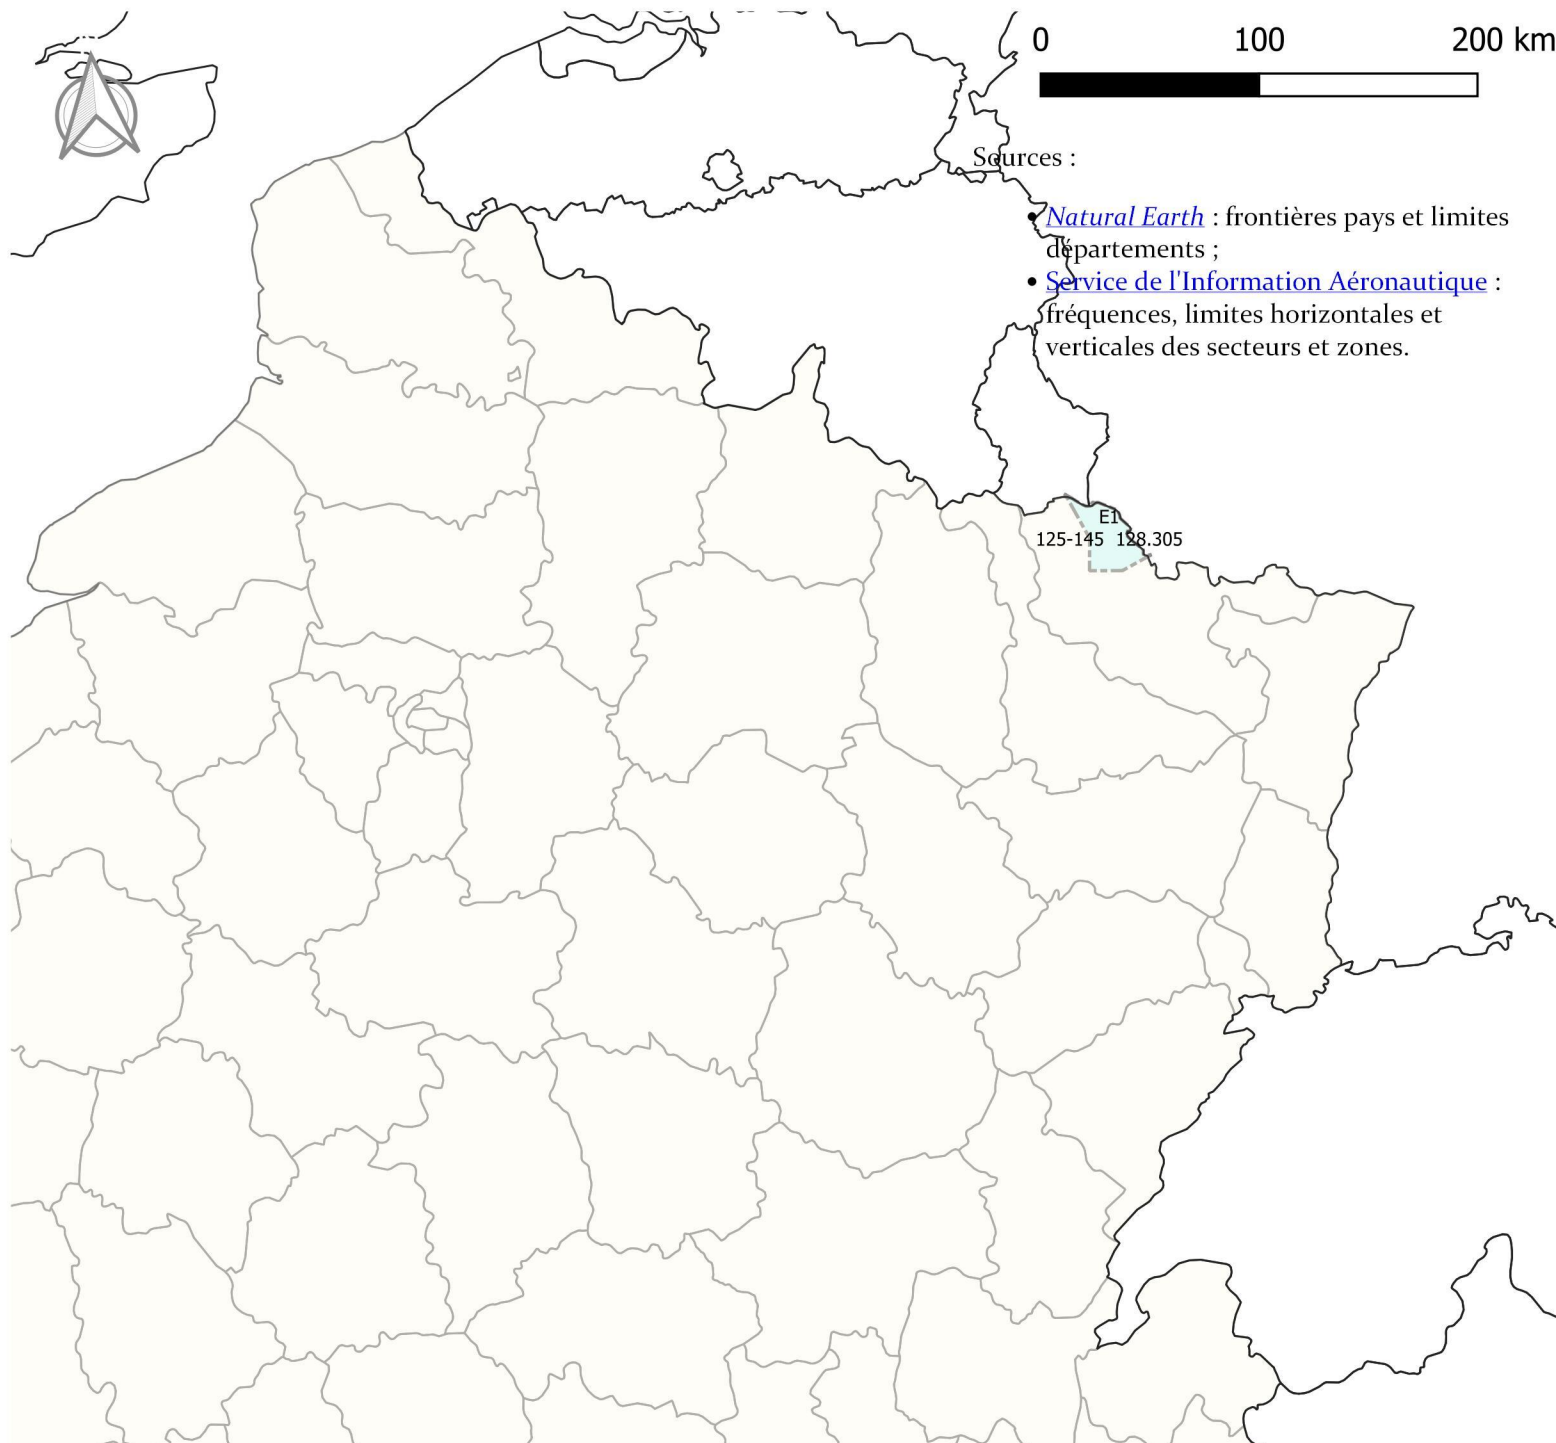 0 100 200 km
Sources :
• Natural Earth : frontières pays et limites
départements ;
• Service de l'Information Aéronautique :
fréquences, limites horizontales et
verticales des secteurs et zones.
E1
125-145 128.305